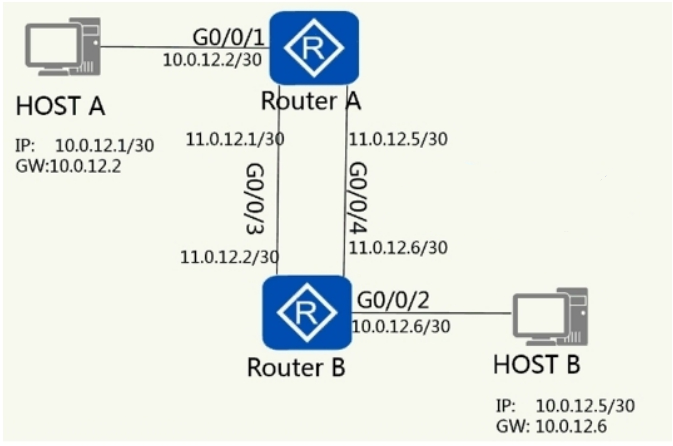 G0/0/1
10.0.12.2/30
R
HOST A
Router A
IP: 10.0.12.1/30
GW:10.0.12.2
11.0.12.1/30
11.0.12.5/30
G0/0/3
G0/0/4
11.0.12.2/30
11.0.12.6/30
R
G0/0/2
10.0.12.6/30
Router B
HOST B
IP: 10.0.12.5/30
GW: 10.0.12.6